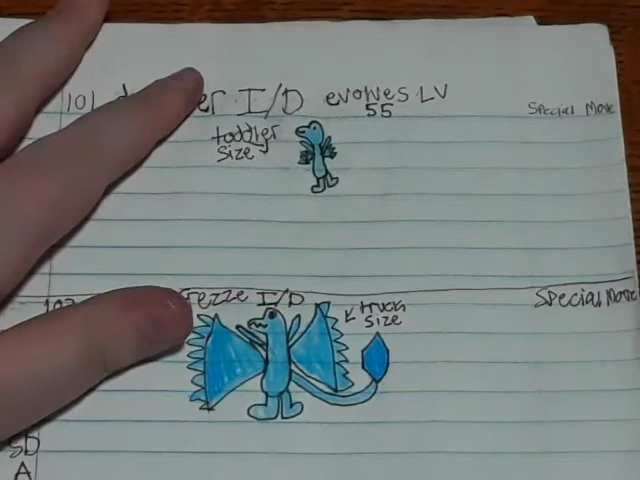 101 er I/D evolves LV
55
Special Move
toddler
size
rezze I/D
Special Move
truck
size
SD
A